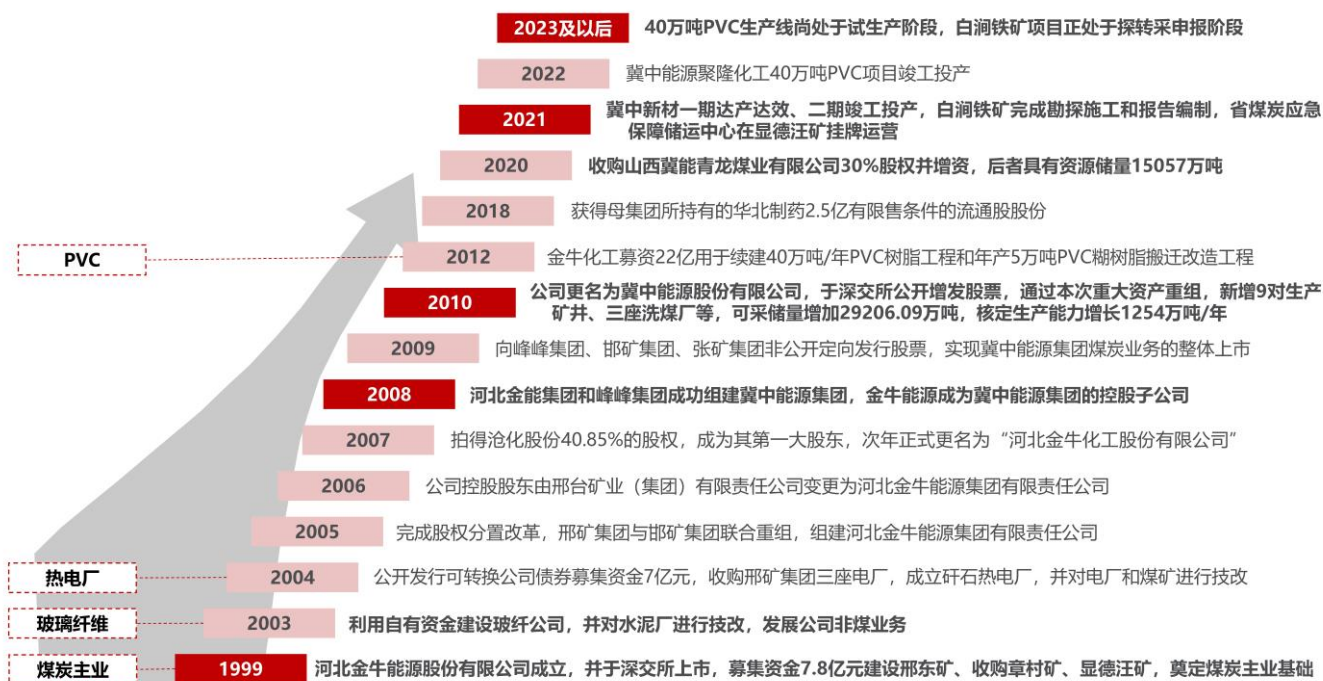 2023及以后 40万吨PVC生产线尚处于试生产阶段，白涧铁矿项目正处于探转采申报阶段
2022 冀中能源聚隆化工40万吨PVC项目竣工投产
2021 冀中新材一期达产达效、二期竣工投产，白涧铁矿完成勘探施工和报告编制，省煤炭应急
保障储运中心在显德汪矿挂牌运营
2020 收购山西冀能青龙煤业有限公司30%股权并增资，后者具有资源储量15057万吨
2018 获得母集团所持有的华北制药2.5亿有限售条件的流通股股份
PVC 2012 金牛化工募资22亿用于续建40万吨/年PVC树脂工程和年产5万吨PVC糊树脂搬迁改造工程
2010 公司更名为冀中能源股份有限公司，于深交所公开增发股票，通过本次重大资产重组，新增9对生产
矿井、三座洗煤厂等，可采储量增加29206.09万吨，核定生产能力增长1254万吨/年
2009 向峰峰集团、邯矿集团、张矿集团非公开定向发行股票，实现冀中能源集团煤炭业务的整体上市
2008 河北金能集团和峰峰集团成功组建冀中能源集团，金牛能源成为冀中能源集团的控股子公司
2007 拍得沧化股份40.85%的股权，成为其第一大股东，次年正式更名为“河北金牛化工股份有限公司”
2006 公司控股股东由邢台矿业（集团）有限责任公司变更为河北金牛能源集团有限责任公司
2005 完成股权分置改革，邢矿集团与邯矿集团联合重组，组建河北金牛能源集团有限责任公司
热电厂 2004 公开发行可转换公司债券募集资金7亿元，收购邢矿集团三座电厂，成立矸石热电厂，并对电厂和煤矿进行技改
玻璃纤维 2003 利用自有资金建设玻纤公司，并对水泥厂进行技改，发展公司非煤业务
煤炭主业 1999 河北金牛能源股份有限公司成立，并于深交所上市，募集资金7.8亿元建设邢东矿、收购章村矿、显德汪矿，奠定煤炭主业基础